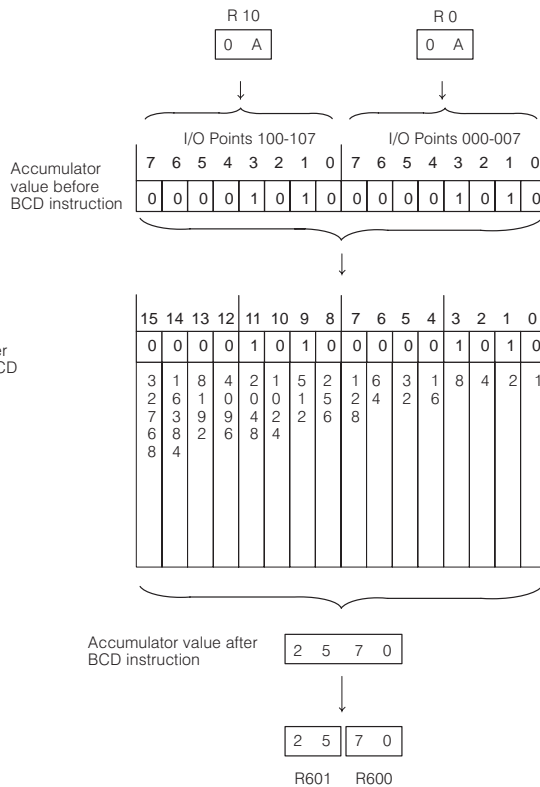 R 10 R 0
0 A 0 A
I/O Points 100-107 I/O Points 000-007
7 6 5 4 3 2 1 0 7 6 5 4 3 2 1 0
Accumulator
value before
BCD instruction
0 0 0 0 1 0 1 0 0 0 0 0 1 0 1 0
15 14 13 12 11 10 9 8 7 6 5 4 3 2 1 0
0 0 0 0 1 0 1 0 0 0 0 0 1 0 1 0
32768 16384 8192 4096 2048 1024 512 256 128 64 32 16 8 4 2 1
Accumulator value after
BCD instruction
2 5 7 0
2 5 7 0
R601 R600